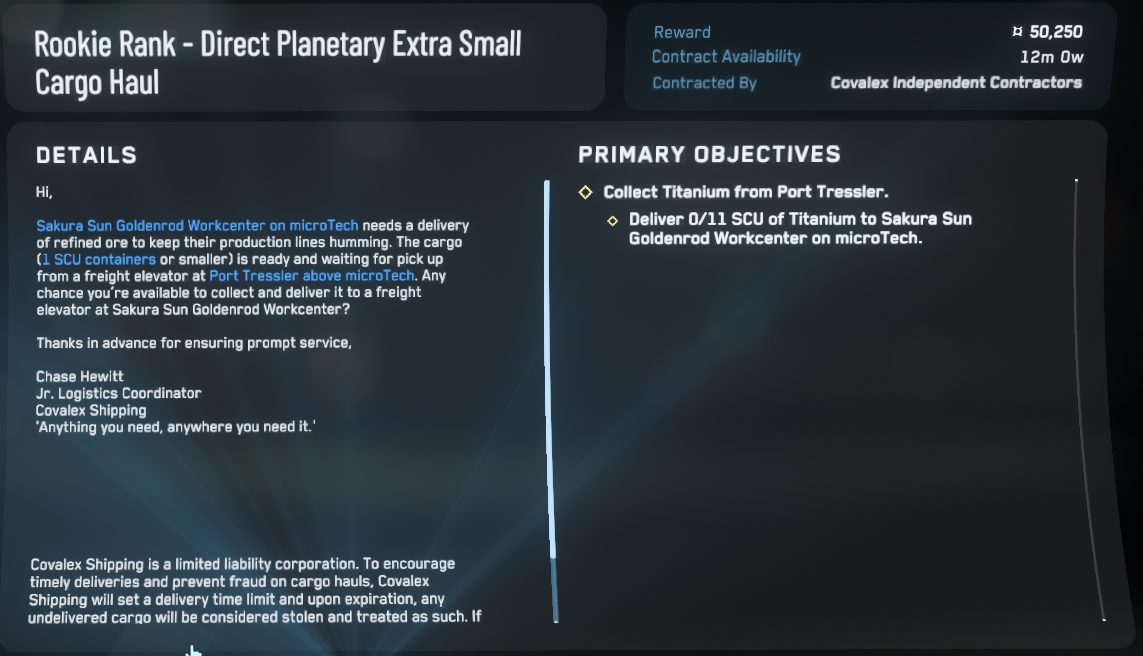 Rookie Rank - Direct Planetary Extra Small
Cargo Haul
Reward ¤ 50,250
Contract Availability 12m 0w
Contracted By Covalex Independent Contractors
DETAILS
Hi,
Sakura Sun Goldenrod Workcenter on microTech needs a delivery
of refined ore to keep their production lines humming. The cargo
(1 SCU containers or smaller) is ready and waiting for pick up
from a freight elevator at Port Tressler above microTech. Any
chance you're available to collect and deliver it to a freight
elevator at Sakura Sun Goldenrod Workcenter?
Thanks in advance for ensuring prompt service,
Chase Hewitt
Jr. Logistics Coordinator
Covalex Shipping
'Anything you need, anywhere you need it.'
Covalex Shipping is a limited liability corporation. To encourage
timely deliveries and prevent fraud on cargo hauls, Covalex
Shipping will set a delivery time limit and upon expiration, any
undelivered cargo will be considered stolen and treated as such. If
PRIMARY OBJECTIVES
Collect Titanium from Port Tressler.
Deliver 0/11 SCU of Titanium to Sakura Sun
Goldenrod Workcenter on microTech.